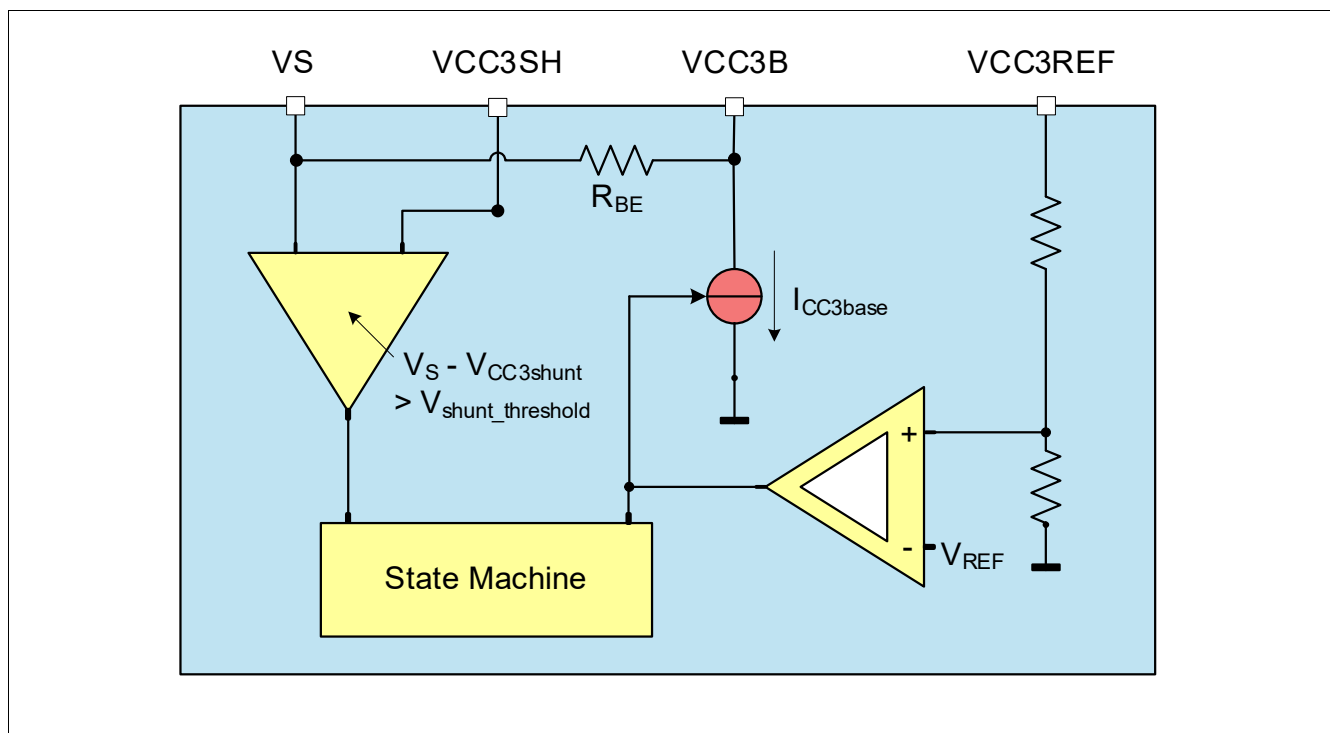 VS VCC3SH VCC3B VCC3REF
RBE
ICC3base
VS - VCC3shunt
> Vshunt_threshold
+
- VREF
State Machine